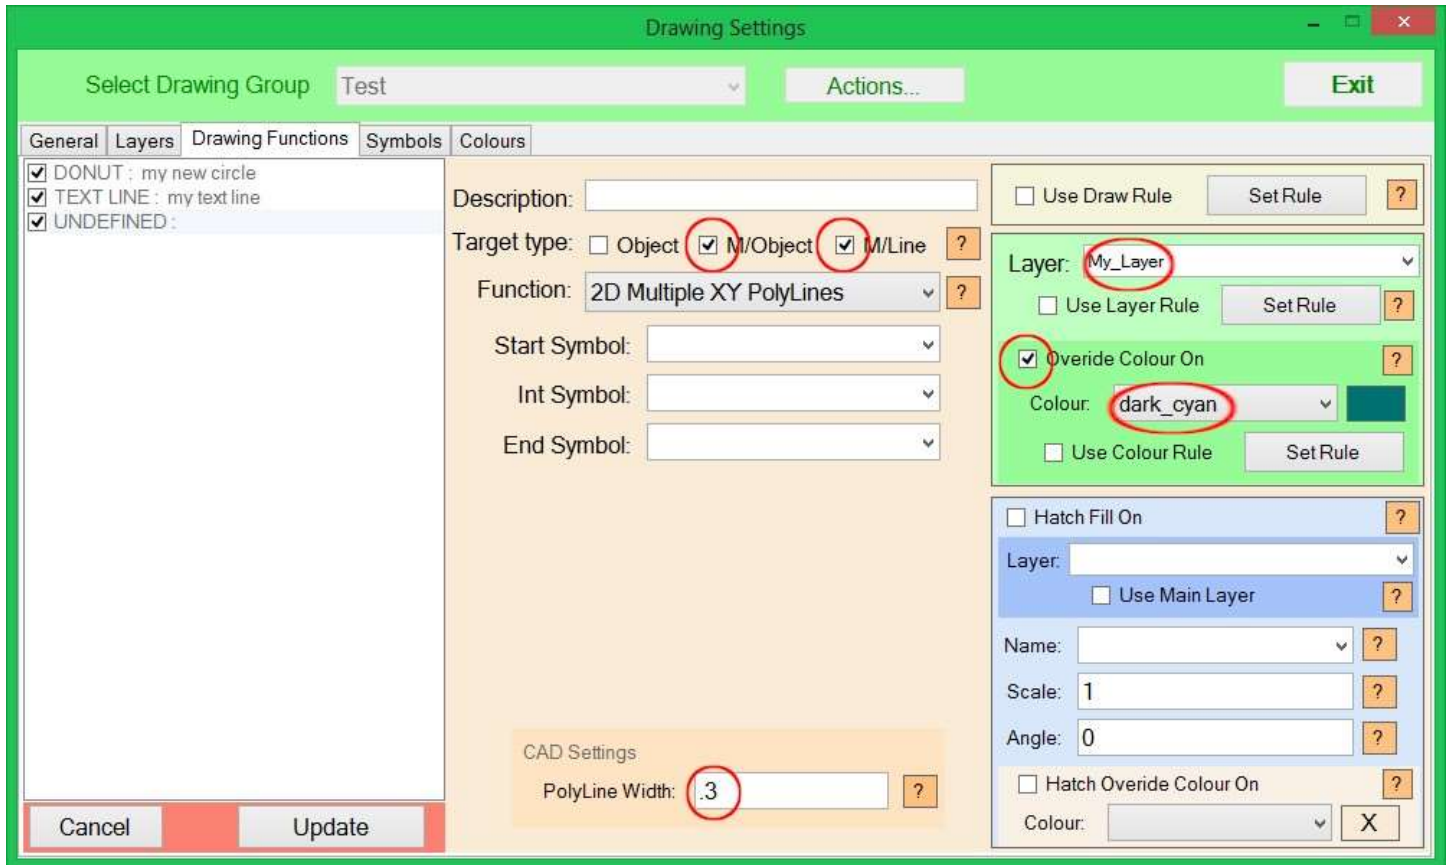 Drawing Settings
Select Drawing Group Test Actions... Exit
General Layers Drawing Functions Symbols Colours
DONUT : my new circle
TEXT LINE : my text line
UNDEFINED :
Cancel Update
Description:
Target type: Object M/Object M/Line ?
Function: 2D Multiple XY PolyLines ?
Start Symbol:
Int Symbol:
End Symbol:
CAD Settings
PolyLine Width: .3 ?
Use Draw Rule Set Rule ?
Layer: My_Layer
Use Layer Rule Set Rule ?
Overide Colour On ?
Colour: dark_cyan
Use Colour Rule Set Rule
Hatch Fill On ?
Layer:
Use Main Layer ?
Name: ?
Scale: 1 ?
Angle: 0 ?
Hatch Overide Colour On ?
Colour: X